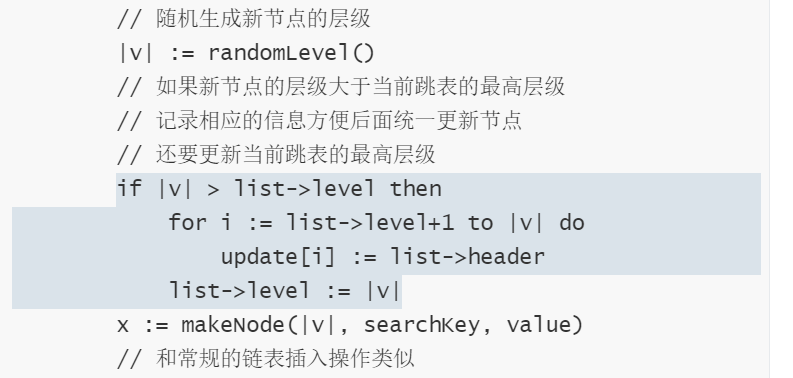 // 随机生成新节点的层级
|v| := randomLevel()
// 如果新节点的层级大于当前跳表的最高层级
// 记录相应的信息方便后面统一更新节点
// 还要更新当前跳表的最高层级
if |v| > list->level then
for i := list->level+1 to |v| do
update[i] := list->header
list->level := |v|
x := makeNode(|v|, searchKey, value)
// 和常规的链表插入操作类似